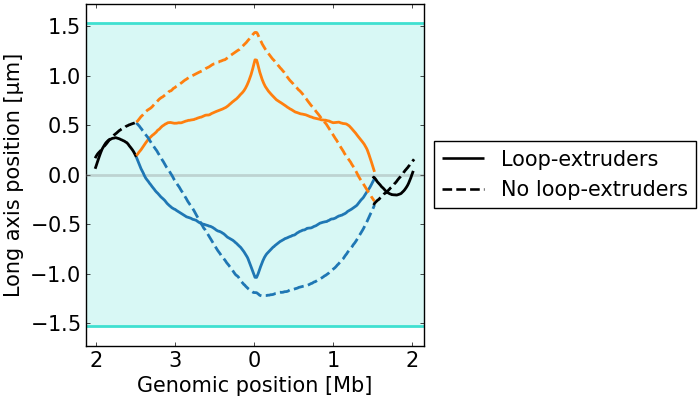 1.5
1.0
0.5
0.0
−0.5
−1.0
−1.5
Long axis position [μm]
2 3 0 1 2
Genomic position [Mb]
Loop-extruders
No loop-extruders